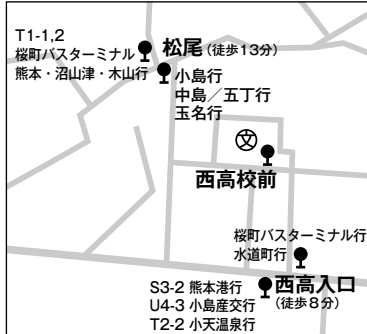 T1-1,2
桜町バスターミナル
熊本・沼山津・木山行
松尾(徒歩13分)
小島行
中島／五丁行
玉名行
文
西高校前
桜町バスターミナル行
水道町行
西高入口
(徒歩8分)
S3-2 熊本港行
U4-3 小島産交行
T2-2 小天温泉行